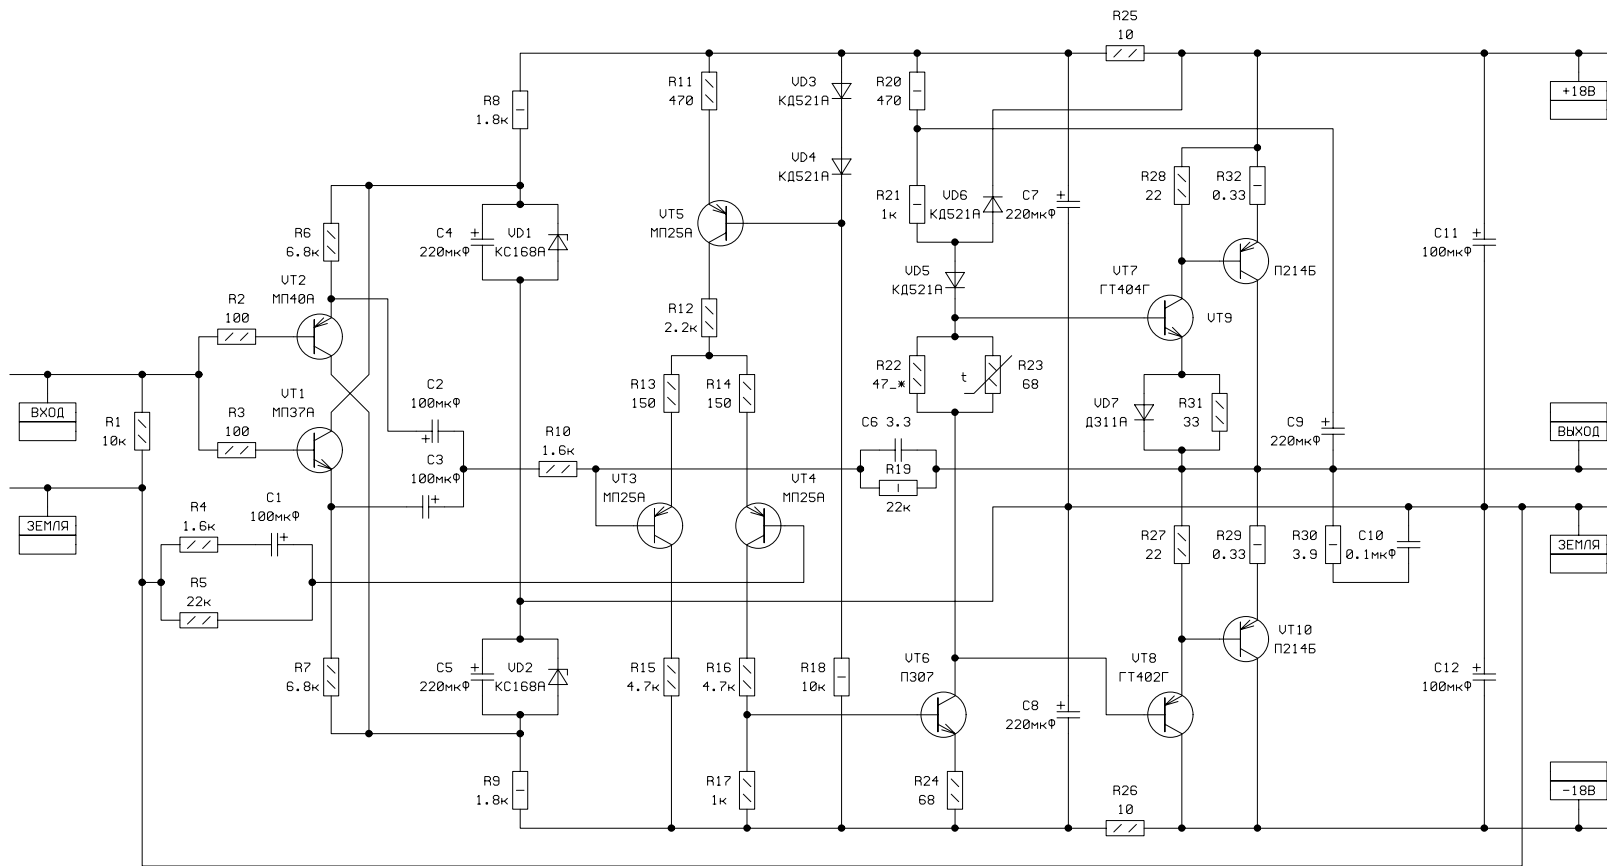 R25
10
R11
470
VD3
КД521А
R20
470
+18В
R8
1.8к
VD4
КД521А
R28
22
R32
0.33
R21
1к
VD6
КД521А
C7
220мкФ
R6
6.8к
C4
220мкФ
VD1
КС168А
VT5
МП25А
C11
100мкФ
VD5
КД521А
VT7
ГТ404Г
П214Б
VT2
МП40А
R2
100
R12
2.2к
VT9
R13
150
R14
150
R22
47_*
t
R23
68
ВХОД
R1
10к
VT1
МП37А
R3
100
C2
100мкФ
VD7
Д311А
R31
33
C9
220мкФ
ВЫХОД
C6 3.3
R10
1.6к
C3
100мкФ
R19
22к
VT3
МП25А
VT4
МП25А
ЗЕМЛЯ
R4
1.6к
C1
100мкФ
R27
22
R29
0.33
R30
3.9
C10
0.1мкФ
ЗЕМЛЯ
R5
22к
R7
6.8к
C5
220мкФ
VD2
КС168А
R15
4.7к
R16
4.7к
R18
10к
VT6
П307
VT8
ГТ402Г
VT10
П214Б
C12
100мкФ
C8
220мкФ
R9
1.8к
R17
1к
R24
68
R26
10
-18В